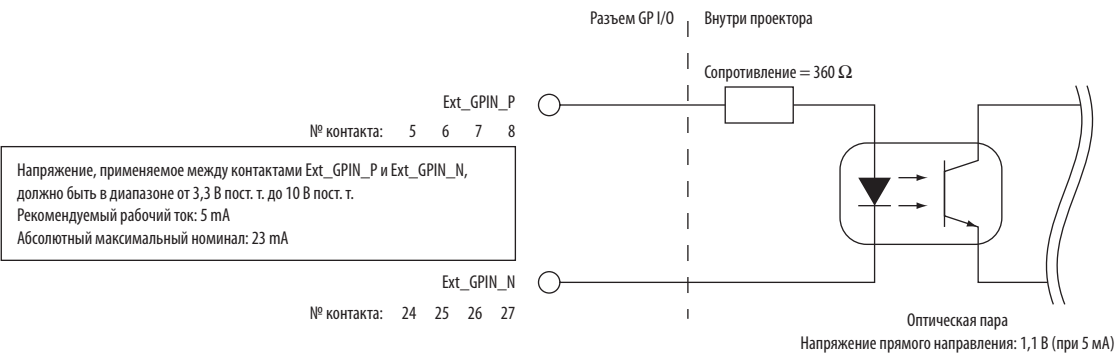 Разъем GP I/O
Внутри проектора
Сопротивление = 360 Ω
Ext_GPIN_P
№ контакта: 5 6 7 8
Напряжение, применяемое между контактами Ext_GPIN_P и Ext_GPIN_N,
должно быть в диапазоне от 3,3 В пост. т. до 10 В пост. т.
Рекомендуемый рабочий ток: 5 mA
Абсолютный максимальный номинал: 23 mA
Ext_GPIN_N
№ контакта: 24 25 26 27
Оптическая пара
Напряжение прямого направления: 1,1 В (при 5 мА)